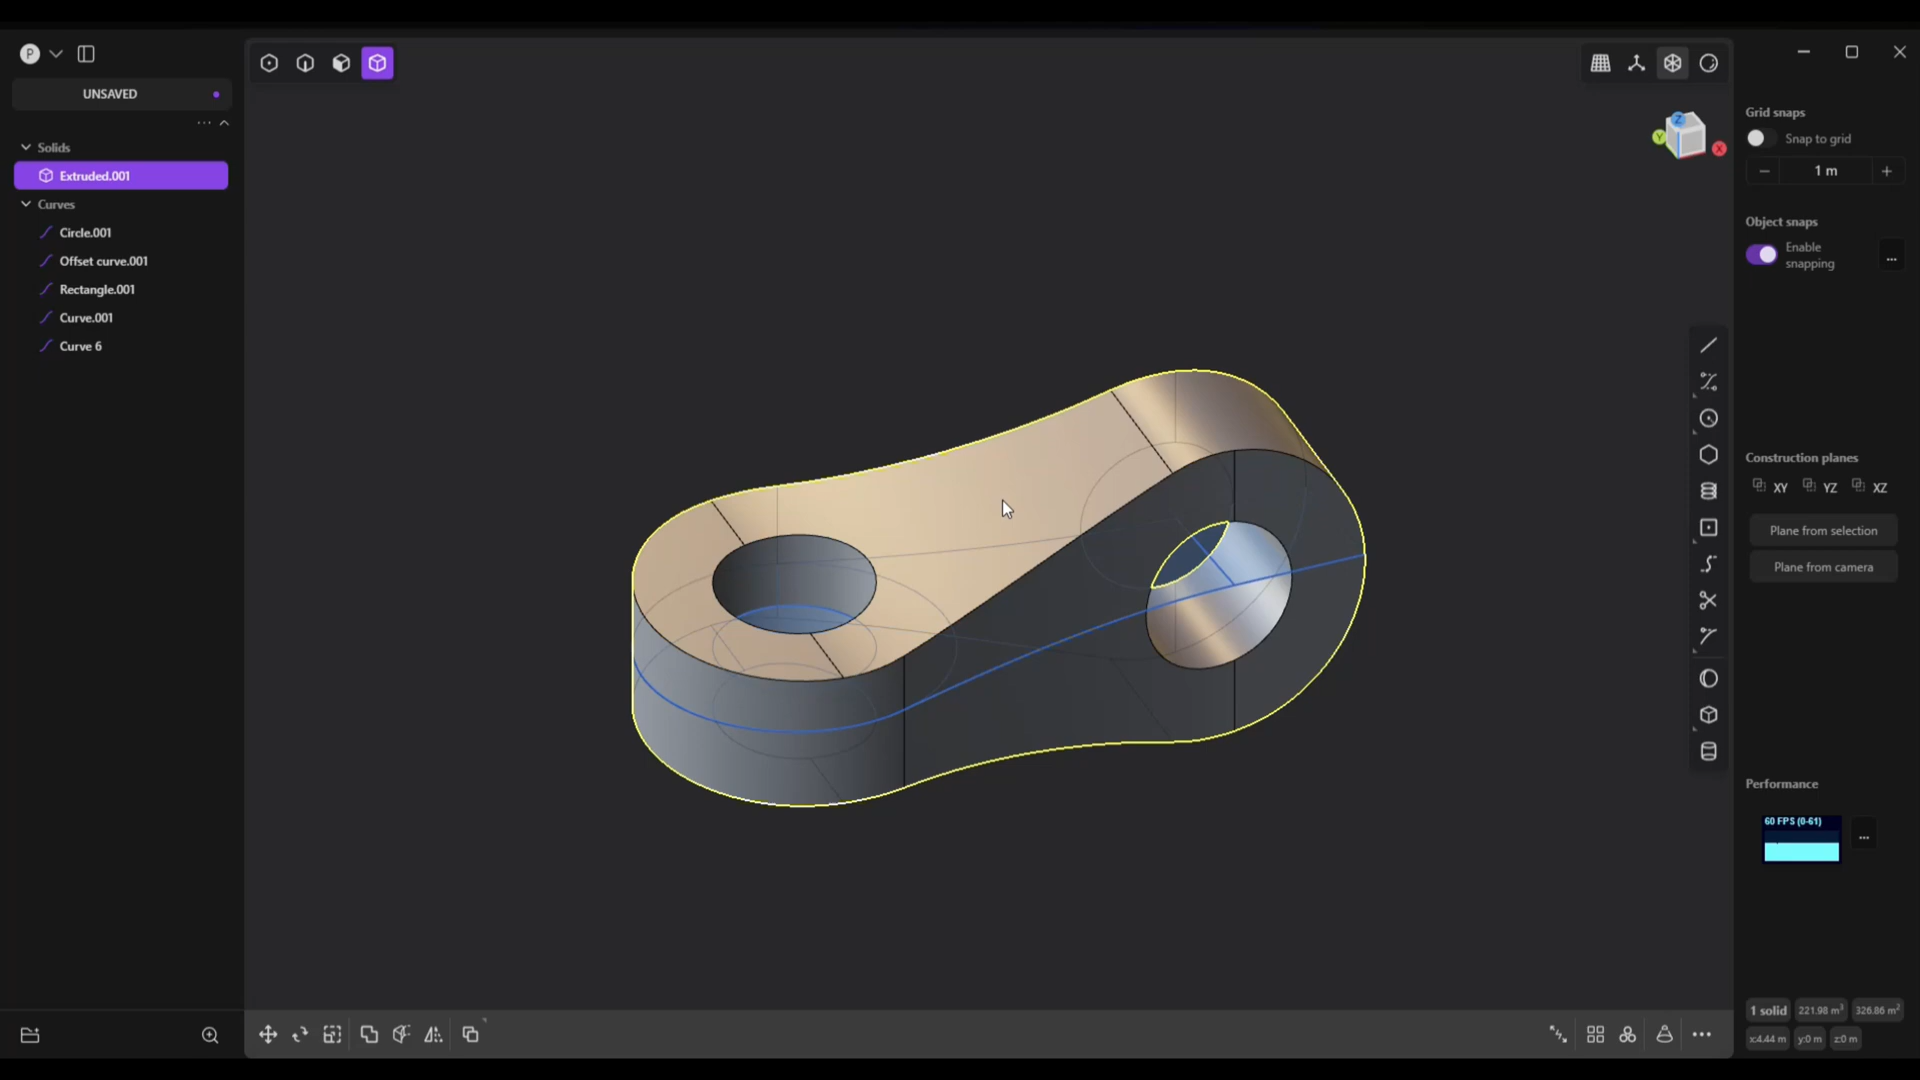 P
UNSAVED
Solids
Extruded.001
Curves
Circle.001
Offset curve.001
Rectangle.001
Curve.001
Curve 6
Z
Y
X
Grid snaps
Snap to grid
1 m
Object snaps
Enable
snapping
...
Construction planes
XY YZ XZ
Plane from selection
Plane from camera
Performance
60 FPS (0-61)
...
1 solid 221.98 m³ 326.86 m²
x:4.44 m y:0 m z:0 m